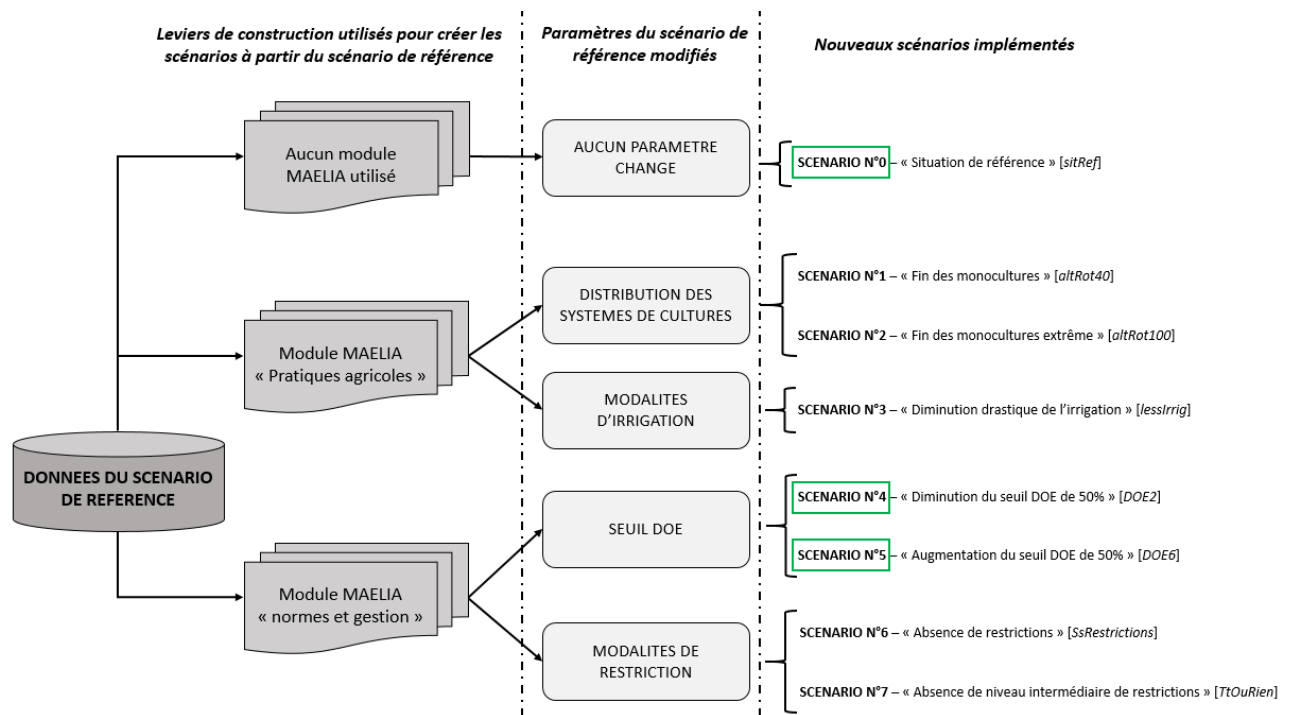 Leviers de construction utilisés pour créer les
scénarios à partir du scénario de référence
Paramètres du scénario de
référence modifiés
Nouveaux scénarios implémentés
Aucun module
MAELIA utilisé
AUCUN PARAMETRE
CHANGE
SCENARIO N°0 – « Situation de référence » [sitRef]
Module MAELIA
« Pratiques agricoles »
DISTRIBUTION DES
SYSTEMES DE CULTURES
SCENARIO N°1 – « Fin des monocultures » [altRot40]
SCENARIO N°2 – « Fin des monocultures extrême » [altRot100]
MODALITES
D'IRRIGATION
SCENARIO N°3 – « Diminution drastique de l'irrigation » [lessIrrig]
DONNEES DU SCENARIO
DE REFERENCE
Module MAELIA
« normes et gestion »
SEUIL DOE
SCENARIO N°4 – « Diminution du seuil DOE de 50% » [DOE2]
SCENARIO N°5 – « Augmentation du seuil DOE de 50% » [DOE6]
MODALITES DE
RESTRICTION
SCENARIO N°6 – « Absence de restrictions » [SsRestrictions]
SCENARIO N°7 – « Absence de niveau intermédiaire de restrictions » [TtOuRien]